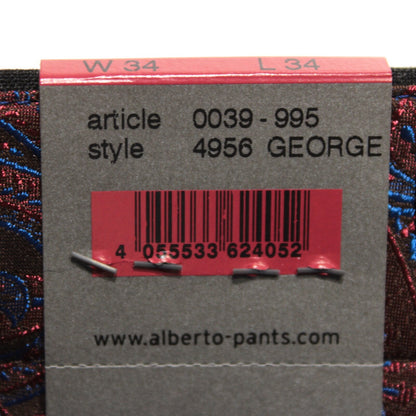 W 34 L 34
article 0039 - 995
style 4956 GEORGE
4 055533 624052
www.alberto-pants.com